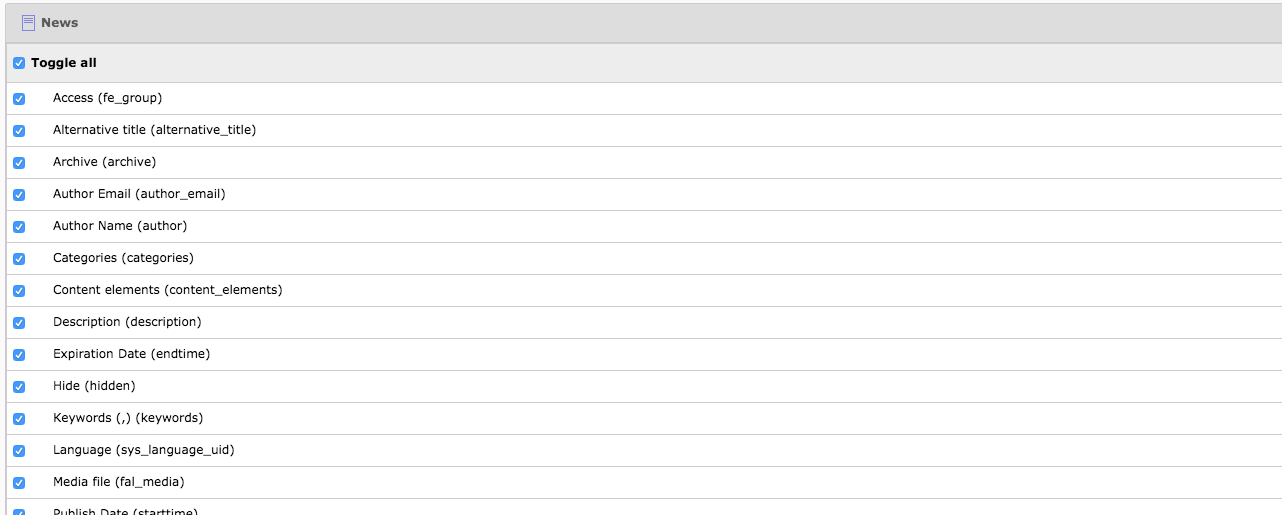 News
Toggle all
Access (fe_group)
Alternative title (alternative_title)
Archive (archive)
Author Email (author_email)
Author Name (author)
Categories (categories)
Content elements (content_elements)
Description (description)
Expiration Date (endtime)
Hide (hidden)
Keywords (,) (keywords)
Language (sys_language_uid)
Media file (fal_media)
Publish Date (starttime)